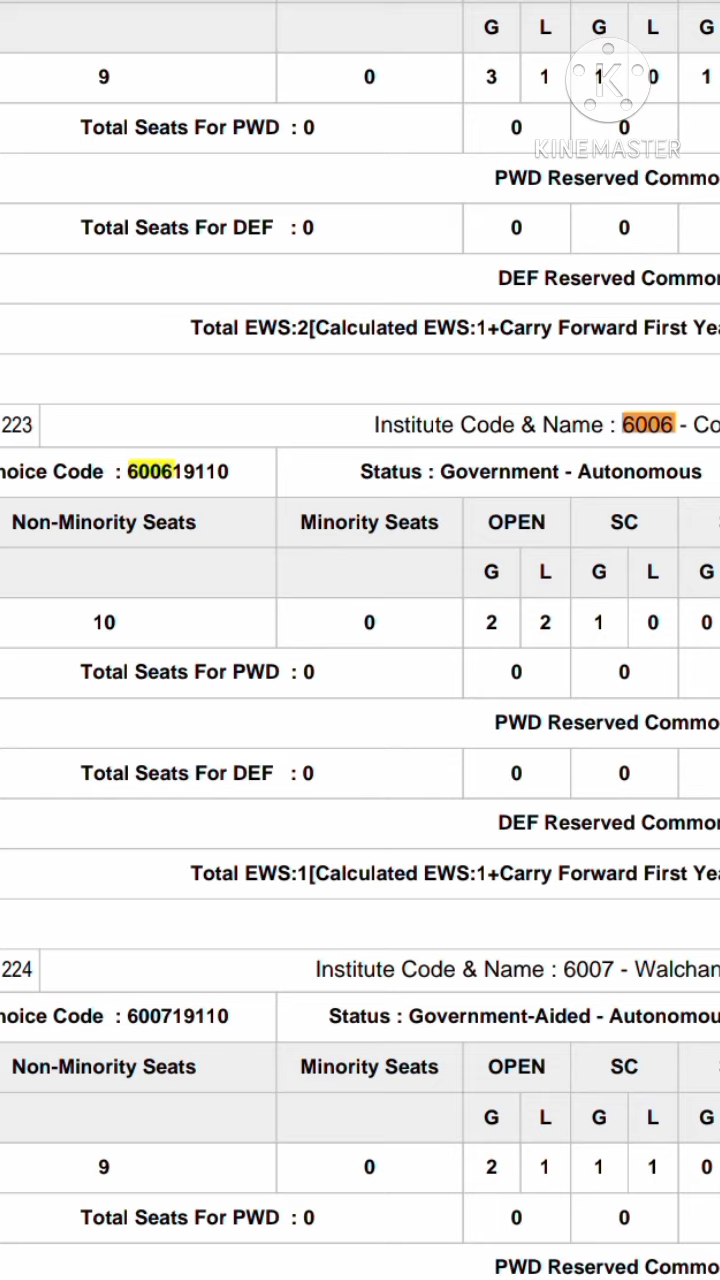 G L G L G
9 0 3 1 1 0 1
Total Seats For PWD : 0 0 0
KINEMASTER
PWD Reserved Commo
Total Seats For DEF : 0 0 0
DEF Reserved Commo
Total EWS:2[Calculated EWS:1+Carry Forward First Ye
223 Institute Code & Name : 6006 - Co
hoice Code : 600619110 Status : Government - Autonomous
Non-Minority Seats Minority Seats OPEN SC
G L G L G
10 0 2 2 1 0 0
Total Seats For PWD : 0 0 0
PWD Reserved Commo
Total Seats For DEF : 0 0 0
DEF Reserved Commo
Total EWS:1[Calculated EWS:1+Carry Forward First Ye
224 Institute Code & Name : 6007 - Walchan
hoice Code : 600719110 Status : Government-Aided - Autonomou
Non-Minority Seats Minority Seats OPEN SC
G L G L G
9 0 2 1 1 1 0
Total Seats For PWD : 0 0 0
PWD Reserved Commo